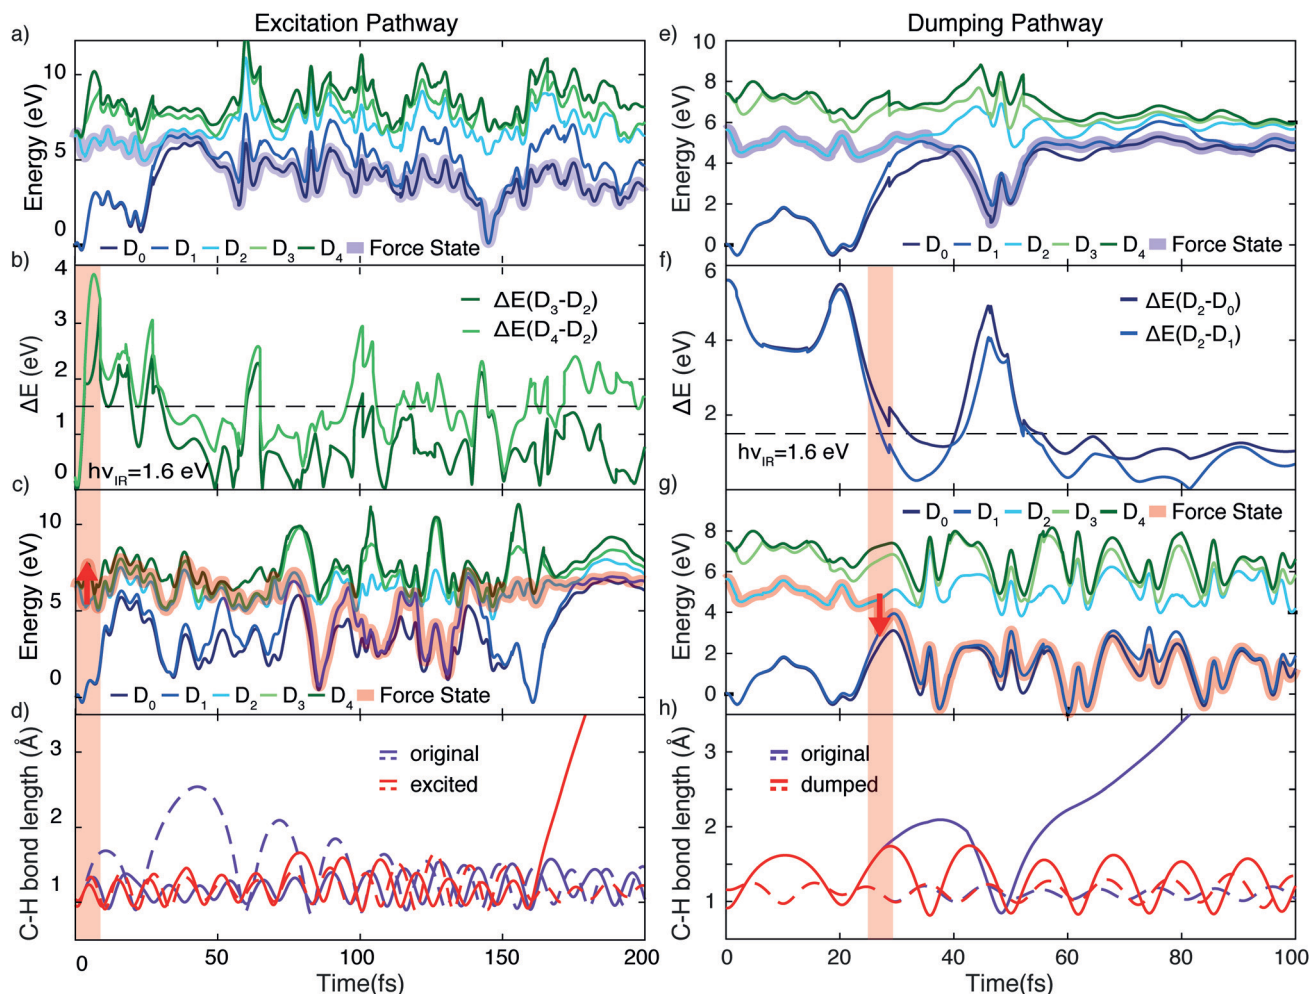 Excitation Pathway
a)
10
5
0
Energy (eV)
D0 D1 D2 D3 D4 Force State
b)
4
3
2
1
0
ΔE (eV)
ΔE(D3-D2)
ΔE(D4-D2)
hνIR=1.6 eV
c)
10
5
0
Energy (eV)
D0 D1 D2 D3 D4 Force State
d)
3
2
1
C-H bond length (Å)
original
excited
0 50 100 150 200
Time(fs)
Dumping Pathway
e)
10
8
6
4
2
0
Energy (eV)
D0 D1 D2 D3 D4 Force State
f)
6
4
2
ΔE (eV)
ΔE(D2-D0)
ΔE(D2-D1)
hνIR=1.6 eV
g)
8
6
4
2
0
Energy (eV)
D0 D1 D2 D3 D4 Force State
h)
3
2
1
C-H bond length (Å)
original
dumped
0 20 40 60 80 100
Time(fs)